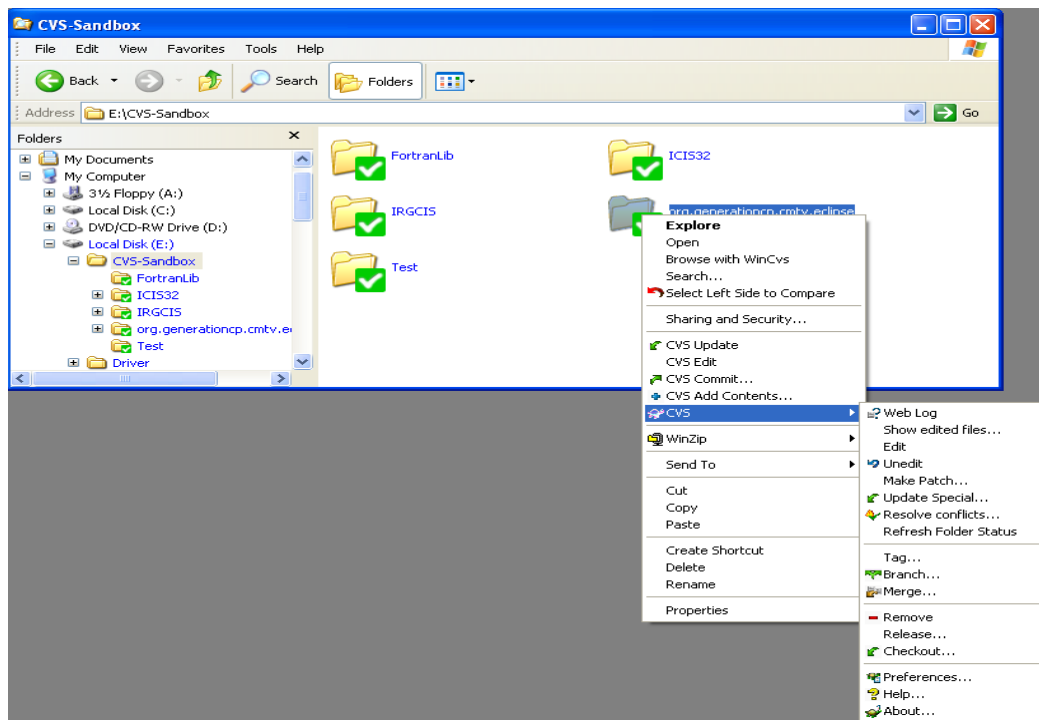 CVS-Sandbox
File Edit View Favorites Tools Help
Back Search Folders
Address E:\CVS-Sandbox Go
Folders
My Documents
My Computer
3½ Floppy (A:)
Local Disk (C:)
DVD/CD-RW Drive (D:)
Local Disk (E:)
CVS-Sandbox
FortranLib
ICIS32
IRGCIS
org.generationcp.cmtv.e
Test
Driver
FortranLib
ICIS32
IRGCIS
org.generationcp.cmtv.eclipse
Test
Explore
Open
Browse with WinCvs
Search...
Select Left Side to Compare
Sharing and Security...
CVS Update
CVS Edit
CVS Commit...
CVS Add Contents...
CVS
WinZip
Send To
Cut
Copy
Paste
Create Shortcut
Delete
Rename
Properties
Web Log
Show edited files...
Edit
Unedit
Make Patch...
Update Special...
Resolve conflicts...
Refresh Folder Status
Tag...
Branch...
Merge...
Remove
Release...
Checkout...
Preferences...
Help...
About...